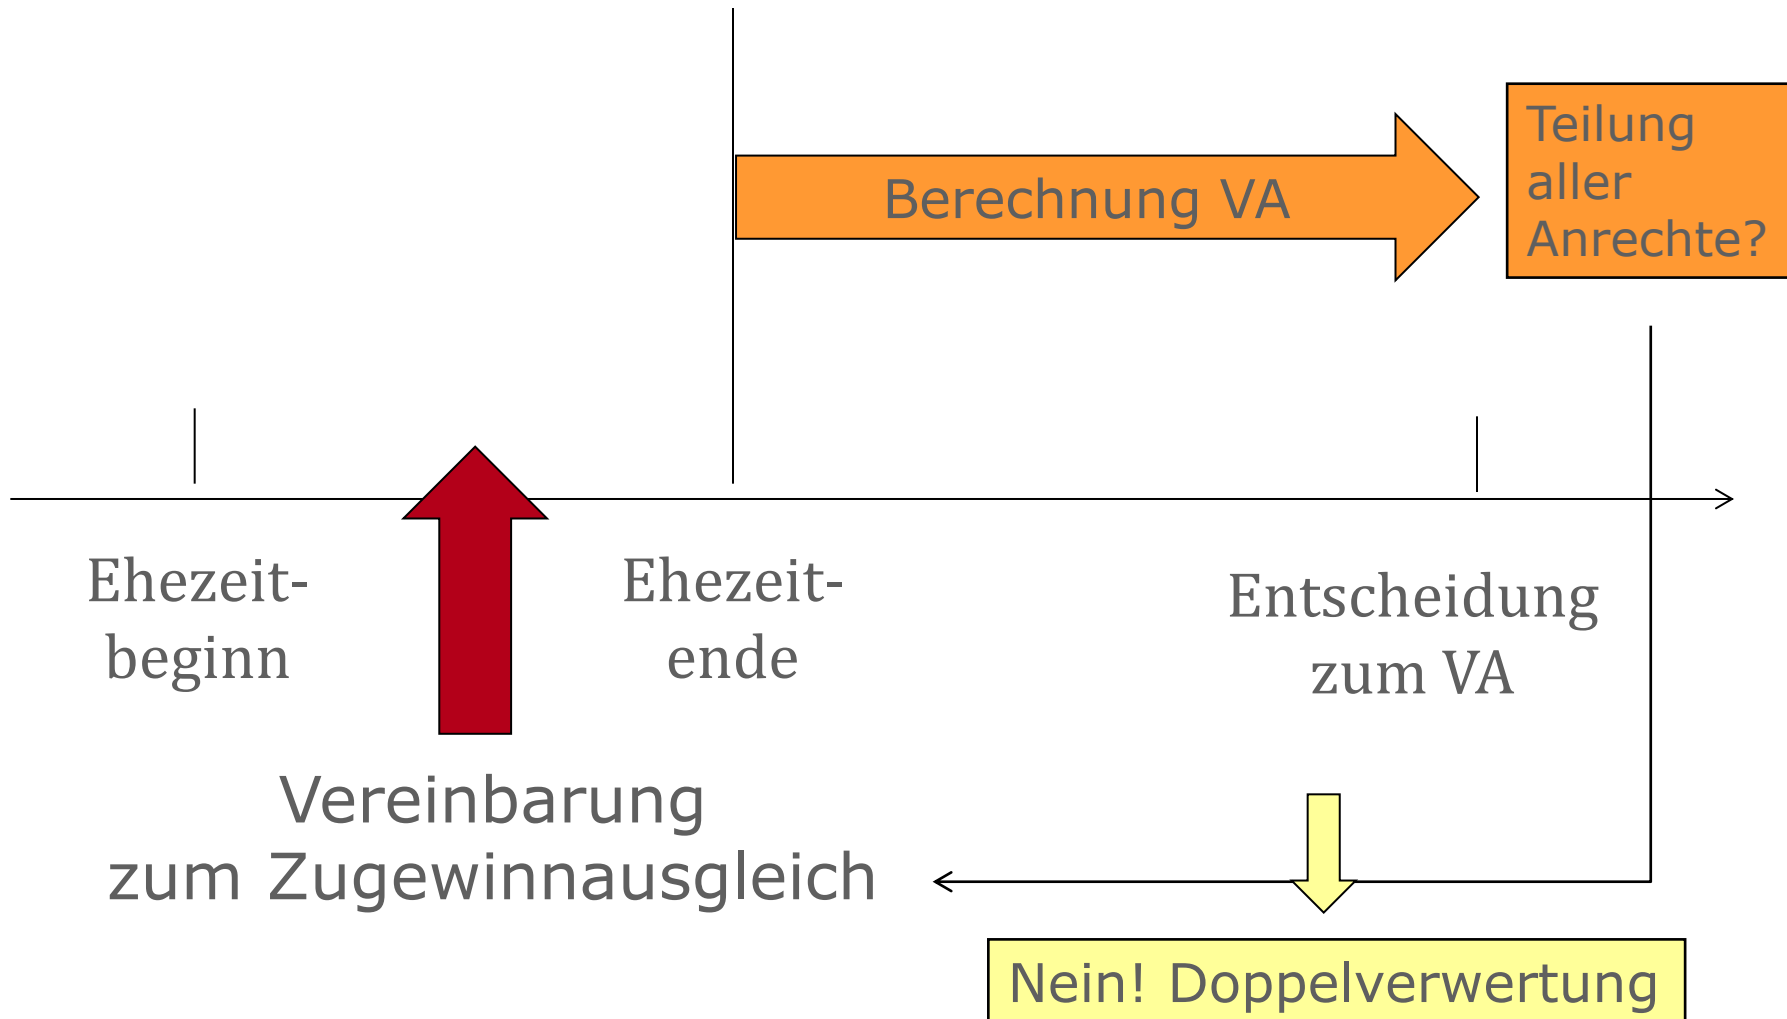 Berechnung VA
Teilung
aller
Anrechte?
Ehezeit-
beginn
Ehezeit-
ende
Entscheidung
zum VA
Vereinbarung
zum Zugewinnausgleich
Nein! Doppelverwertung